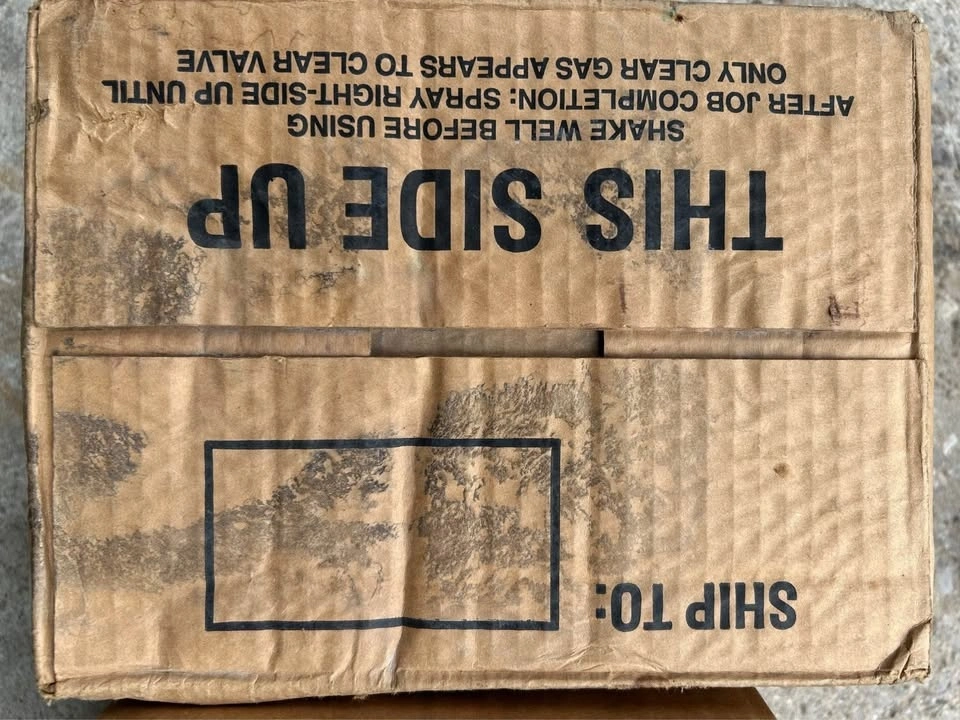 SHIP TO:
THIS SIDE UP
SHAKE WELL BEFORE USING
AFTER JOB COMPLETION: SPRAY RIGHT-SIDE UP UNTIL
ONLY CLEAR GAS APPEARS TO CLEAR VALVE